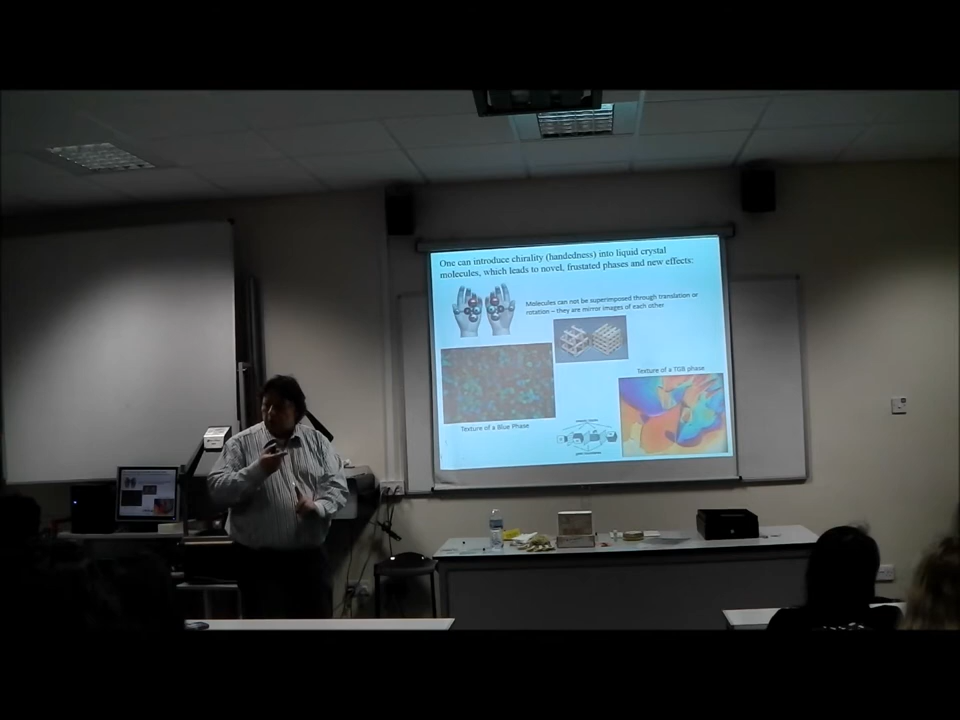 One can introduce chirality (handedness) into liquid crystal
molecules, which leads to novel, frustated phases and new effects:
Molecules can not be superimposed through translation or
rotation – they are mirror images of each other
Texture of a TGB phase
Texture of a Blue Phase